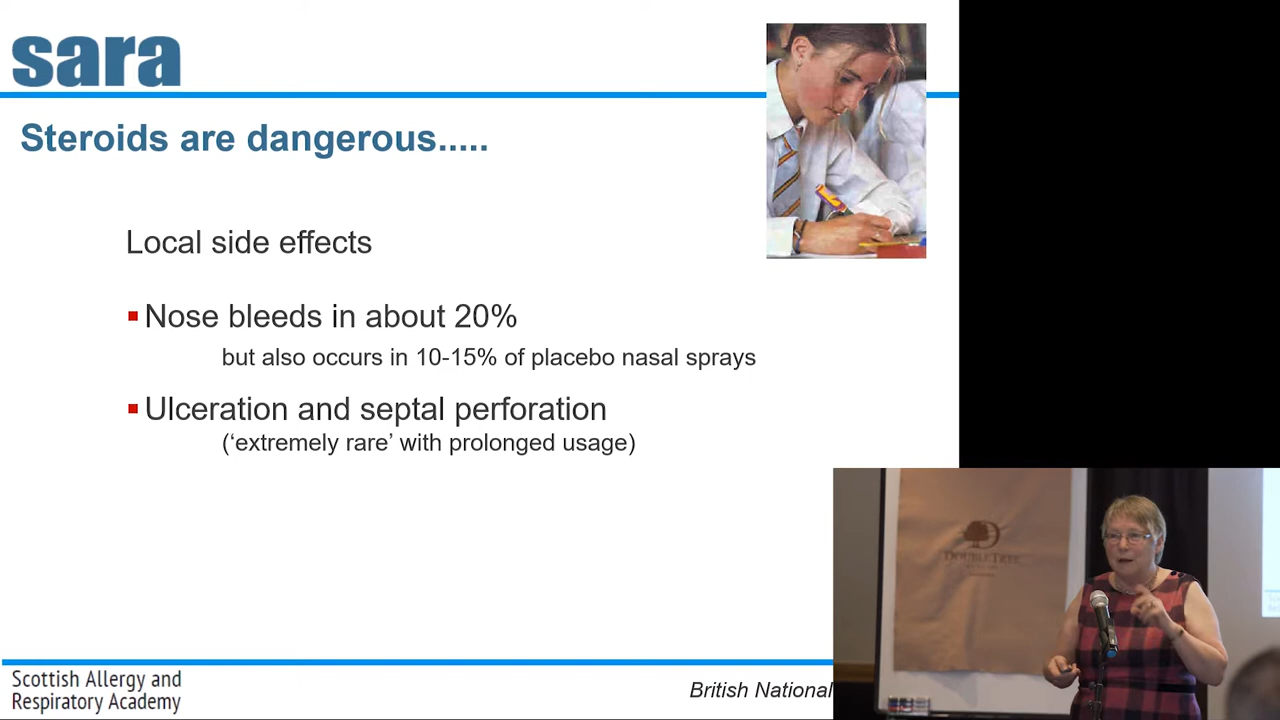 sara
Steroids are dangerous.....
Local side effects
Nose bleeds in about 20%
but also occurs in 10-15% of placebo nasal sprays
Ulceration and septal perforation
(‘extremely rare’ with prolonged usage)
Scottish Allergy and
Respiratory Academy
British National
DOUBLETREE